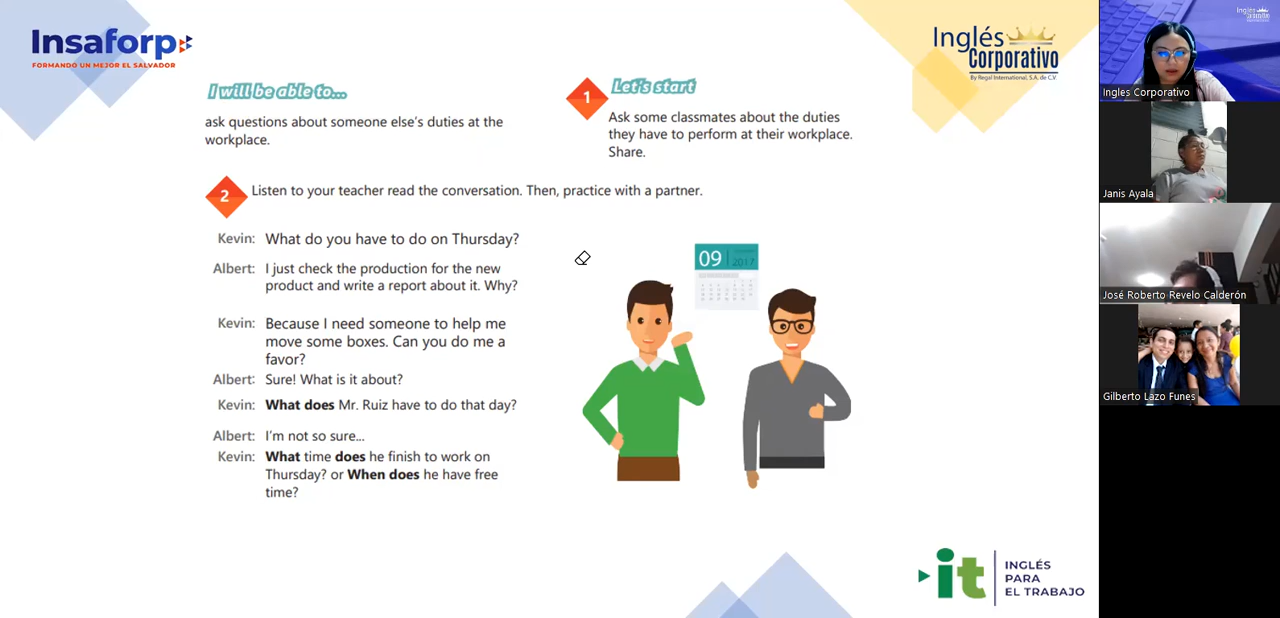 Insaforp
FORMANDO UN MEJOR EL SALVADOR
Inglés
Corporativo
By Regal International, S.A. de C.V.
I will be able to...
ask questions about someone else's duties at the
workplace.
1
Let's start
Ask some classmates about the duties
they have to perform at their workplace.
Share.
2
Listen to your teacher read the conversation. Then, practice with a partner.
Kevin: What do you have to do on Thursday?
Albert: I just check the production for the new
product and write a report about it. Why?
Kevin: Because I need someone to help me
move some boxes. Can you do me a
favor?
Albert: Sure! What is it about?
Kevin: What does Mr. Ruiz have to do that day?
Albert: I'm not so sure...
Kevin: What time does he finish to work on
Thursday? or When does he have free
time?
09
2017
it
INGLÉS
PARA
EL TRABAJO
Ingles Corporativo
Janis Ayala
José Roberto Revelo Calderón
Gilberto Lazo Funes